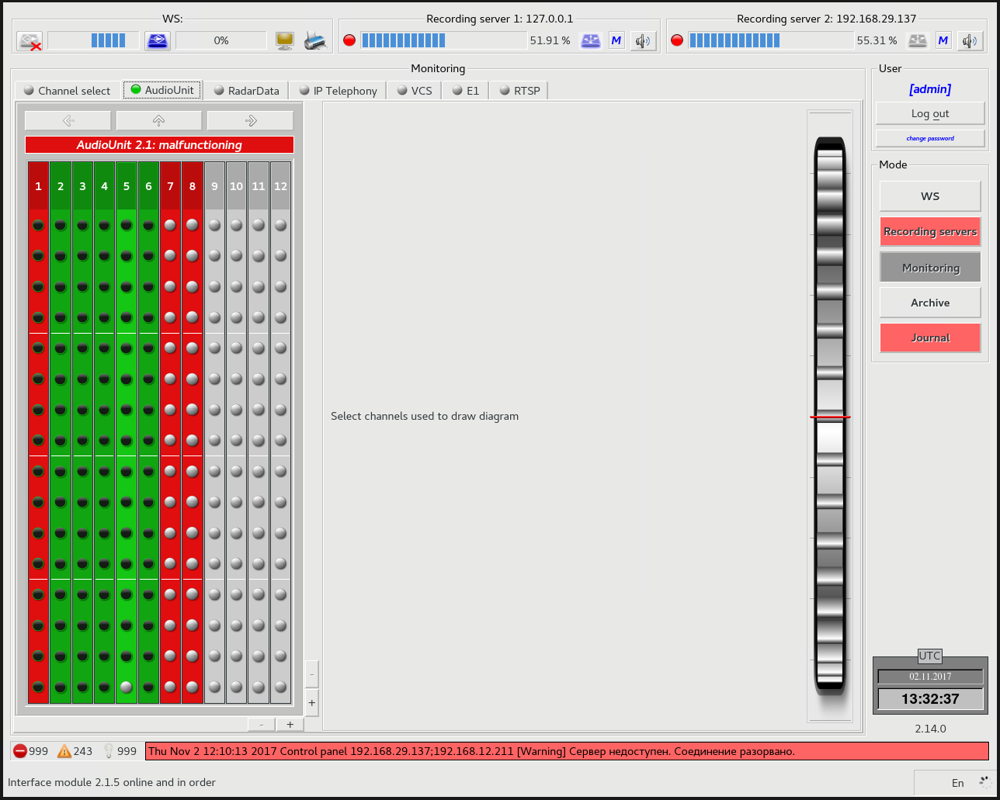 WS:
0%
Recording server 1: 127.0.0.1
51.91 %
M
Recording server 2: 192.168.29.137
55.31 %
M
Monitoring
Channel select
AudioUnit
RadarData
IP Telephony
VCS
E1
RTSP
AudioUnit 2.1: malfunctioning
1 2 3 4 5 6 7 8 9 10 11 12
-
+
-
+
Select channels used to draw diagram
User
[admin]
Log out
change password
Mode
WS
Recording servers
Monitoring
Archive
Journal
UTC
02.11.2017
13:32:37
2.14.0
999
243
999
Thu Nov 2 12:10:13 2017 Control panel 192.168.29.137;192.168.12.211 [Warning] Сервер недоступен. Соединение разорвано.
Interface module 2.1.5 online and in order
En